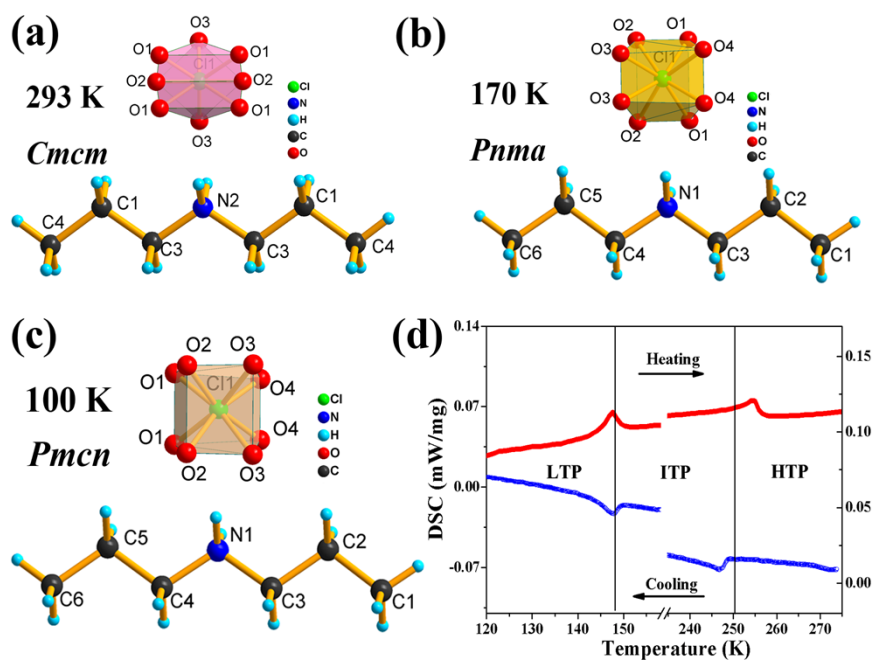 (a)
O3
O1 O1
Cl1
O2 O2
O1 O1
O3
293 K
Cmcm
Cl
N
H
C
O
C1 N2 C1
C4 C3 C3 C4
(b)
O2 O1
O3 O4
Cl1
O3 O4
O2 O1
170 K
Pnma
Cl
N
H
O
C
C5 N1 C2
C6 C4 C3 C1
(c)
O2 O3
O1 Cl1 O4
O1 O4
O2 O3
100 K
Pmcn
Cl
N
H
O
C
C5 N1 C2
C6 C4 C3 C1
(d)
0.14
0.07
0.00
-0.07
DSC (mW/mg)
Heating
LTP ITP HTP
Cooling
0.15
0.10
0.05
0.00
120 130 140 150 240 250 260 270
Temperature (K)